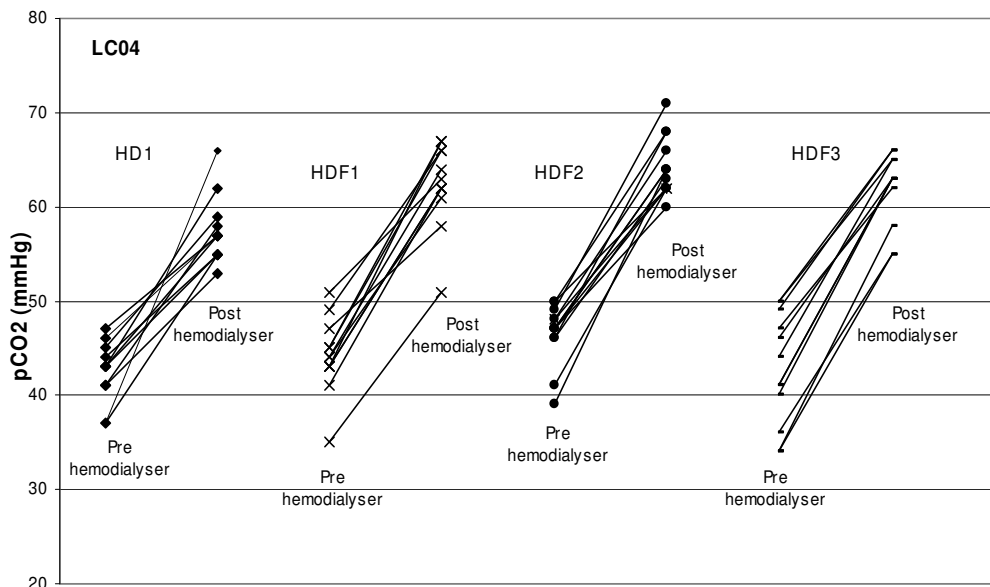 80
LC04
70
HD1
HDF1
HDF2
HDF3
60
pCO2 (mmHg)
Post
hemodialyser
50
Post
hemodialyser
Post
hemodialyser
Post
hemodialyser
40
Pre
hemodialyser
Pre
hemodialyser
Pre
hemodialyser
Pre
hemodialyser
30
20